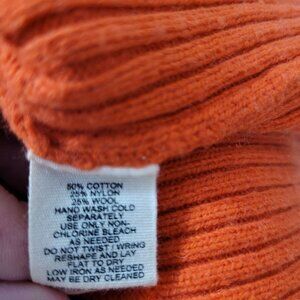 50% COTTON
25% NYLON
25% WOOL
HAND WASH COLD
SEPARATELY
USE ONLY NON-
CHLORINE BLEACH
AS NEEDED
DO NOT TWIST / WRING
RESHAPE AND LAY
FLAT TO DRY
LOW IRON AS NEEDED
MAY BE DRY CLEANED